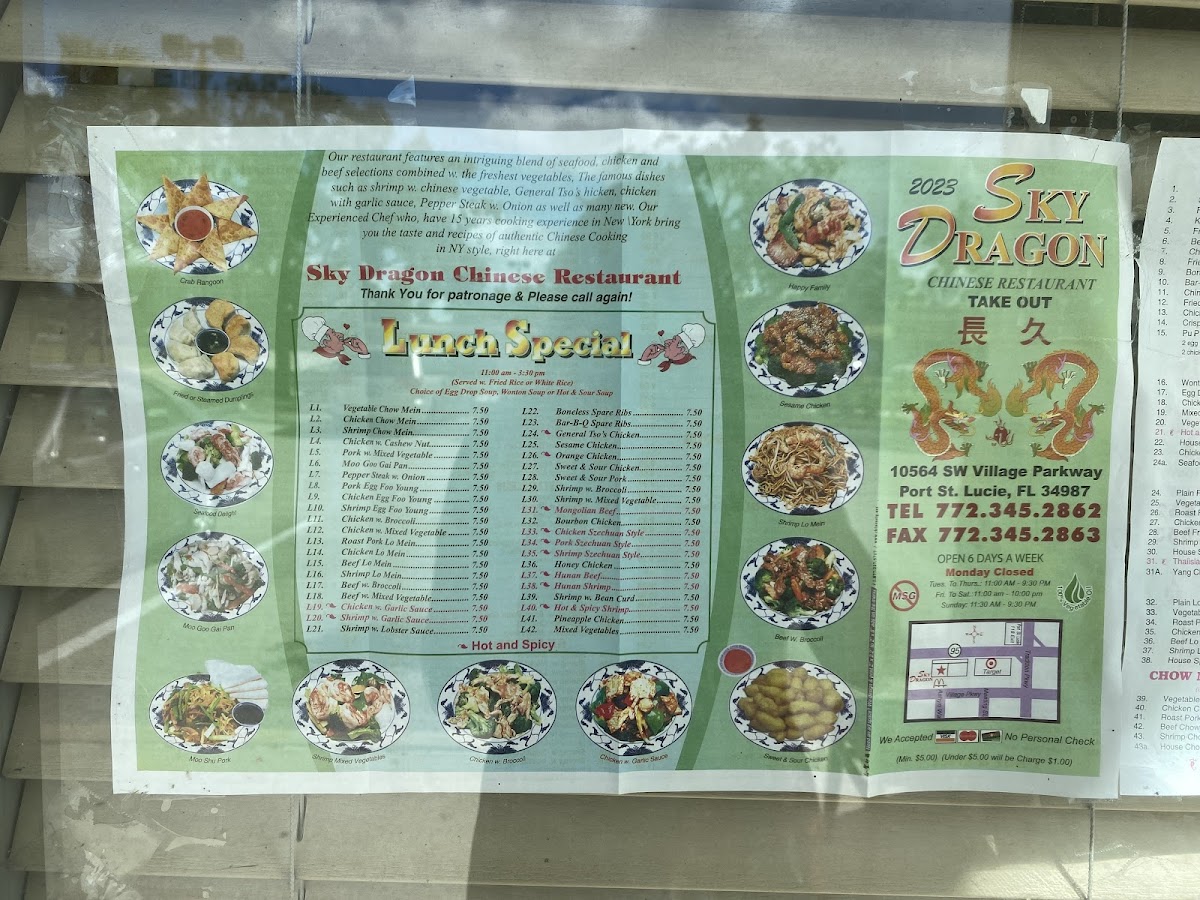 Our restaurant features an intriguing blend of seafood, chicken and
beef selections combined w. the freshest vegetables, The famous dishes
such as shrimp w. chinese vegetable, General Tso's hicken, chicken
with garlic sauce, Pepper Steak w. Onion as well as many new. Our
Experienced Chef who, have 15 years cooking experience in New York bring
you the taste and recipes of authentic Chinese Cooking
in NY style, right here at
Sky Dragon Chinese Restaurant
Thank You for patronage & Please call again!
Lunch Special
11:00 am - 3:30 pm
(Served w. Fried Rice or White Rice)
Choice of Egg Drop Soup, Wonton Soup or Hot & Sour Soup
L1. Vegetable Chow Mein 7.50
L2. Chicken Chow Mein 7.50
L3. Shrimp Chow Mein 7.50
L4. Chicken w. Cashew Nut 7.50
L5. Pork w. Mixed Vegetable 7.50
L6. Moo Goo Gai Pan 7.50
L7. Pepper Steak w. Onion 7.50
L8. Pork Egg Foo Young 7.50
L9. Chicken Egg Foo Young 7.50
L10. Shrimp Egg Foo Young 7.50
L11. Chicken w. Broccoli 7.50
L12. Chicken w. Mixed Vegetable 7.50
L13. Roast Pork Lo Mein 7.50
L14. Chicken Lo Mein 7.50
L15. Beef Lo Mein 7.50
L16. Shrimp Lo Mein 7.50
L17. Beef w. Broccoli 7.50
L18. Beef w. Mixed Vegetable 7.50
L19. Chicken w. Garlic Sauce 7.50
L20. Shrimp w. Garlic Sauce 7.50
L21. Shrimp w. Lobster Sauce 7.50
L22. Boneless Spare Ribs 7.50
L23. Bar-B-Q Spare Ribs 7.50
L24. General Tso's Chicken 7.50
L25. Sesame Chicken 7.50
L26. Orange Chicken 7.50
L27. Sweet & Sour Chicken 7.50
L28. Sweet & Sour Pork 7.50
L29. Shrimp w. Broccoli 7.50
L30. Shrimp w. Mixed Vegetable 7.50
L31. Mongolian Beef 7.50
L32. Bourbon Chicken 7.50
L33. Chicken Szechuan Style 7.50
L34. Pork Szechuan Style 7.50
L35. Shrimp Szechuan Style 7.50
L36. Honey Chicken 7.50
L37. Hunan Beef 7.50
L38. Hunan Shrimp 7.50
L39. Shrimp w. Bean Curd 7.50
L40. Hot & Spicy Shrimp 7.50
L41. Pineapple Chicken 7.50
L42. Mixed Vegetables 7.50
Hot and Spicy
Crab Rangoon
Fried or Steamed Dumplings
Seafood Delight
Moo Goo Gai Pan
Moo Shu Pork
Shrimp Mixed Vegetables
Chicken w. Broccoli
Chicken w. Garlic Sauce
Happy Family
Sesame Chicken
Shrimp Lo Mein
Beef W. Broccoli
Sweet & Sour Chicken
2023 SKY
DRAGON
CHINESE RESTAURANT
TAKE OUT
長久
10564 SW Village Parkway
Port St. Lucie, FL 34987
TEL 772.345.2862
FAX 772.345.2863
OPEN 6 DAYS A WEEK
Monday Closed
Tues. To Thurs.: 11:00 AM - 9:30 PM
Fri. To Sat. 11:00 am - 10:00 pm
Sunday: 11:30 AM - 9:30 PM
MSG
95
Target
SKY DRAGON
Village Pkwy
We Accepted VISA No Personal Check
(Min. $5.00) (Under $5.00 will be Charge $1.00)
CHOW
39. Vegetable
40. Chicken
41. Roast Pork
42. Beef Chow
43. Shrimp
43a. House